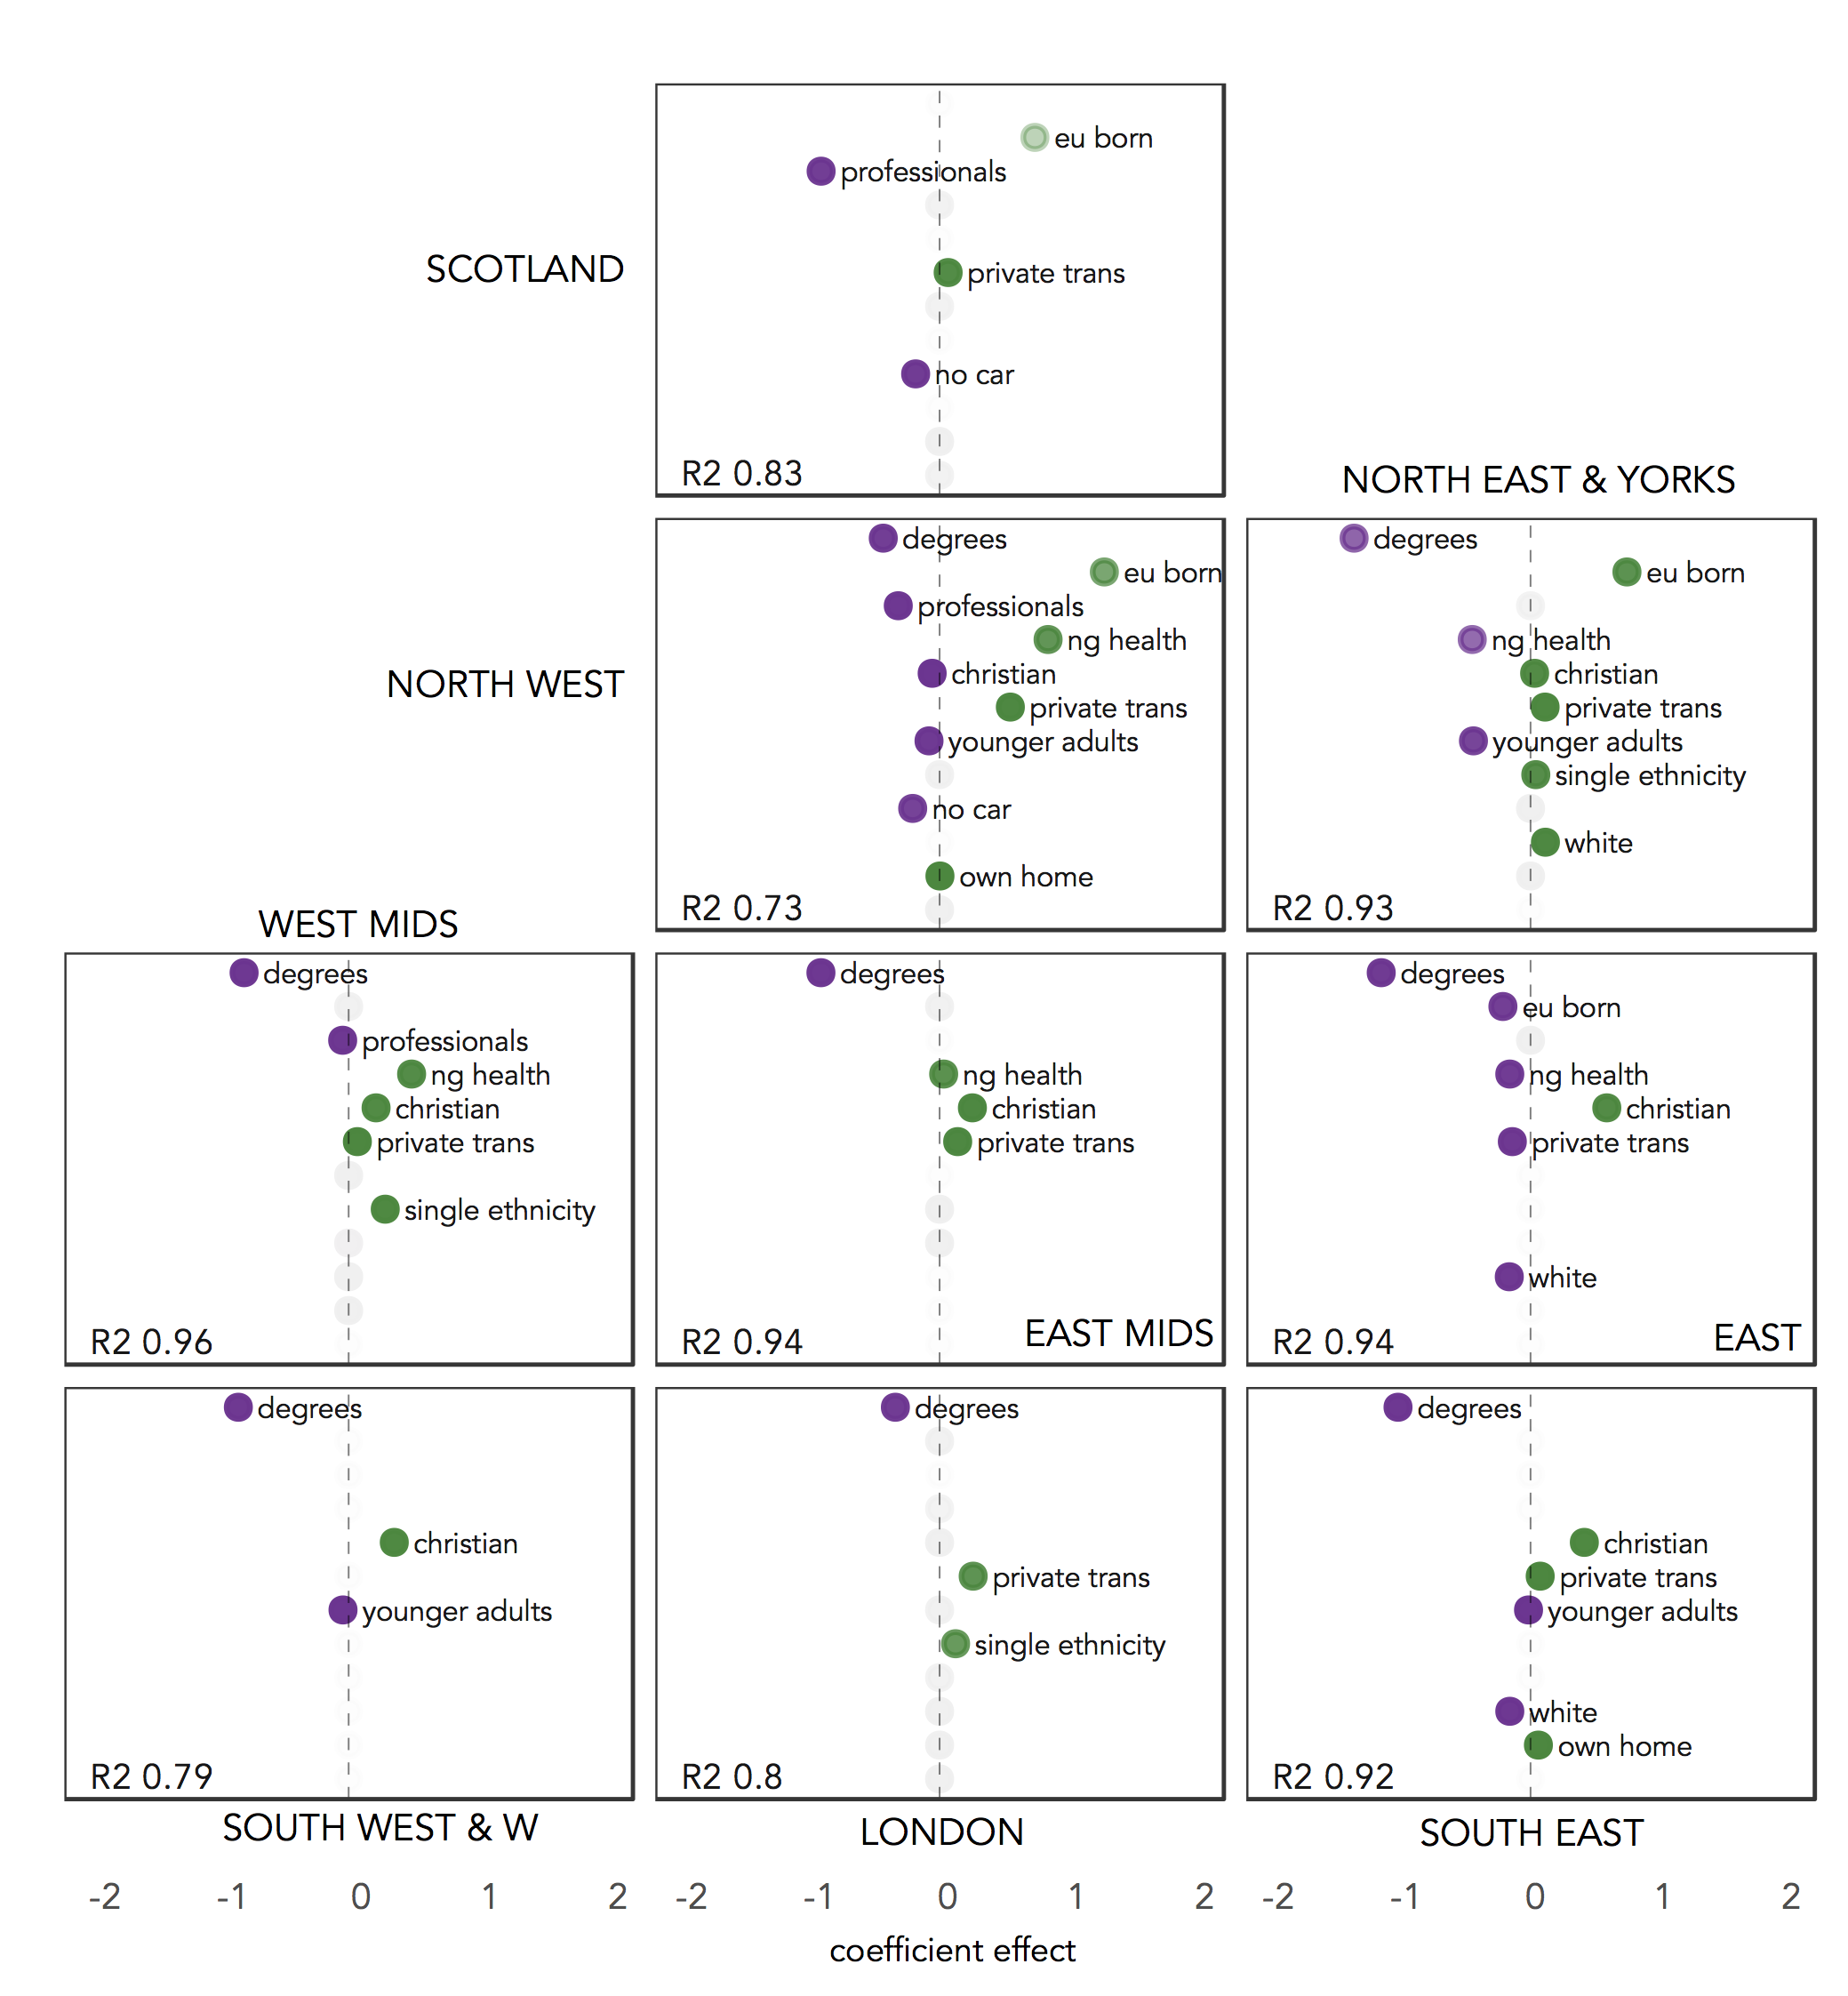 eu born
professionals
SCOTLAND
private trans
no car
R2 0.83
NORTH EAST & YORKS
NORTH WEST
degrees
eu born
professionals
ng health
christian
private trans
younger adults
no car
own home
R2 0.73
degrees
eu born
ng health
christian
private trans
younger adults
single ethnicity
white
R2 0.93
WEST MIDS
degrees
professionals
ng health
christian
private trans
single ethnicity
R2 0.96
degrees
ng health
christian
private trans
R2 0.94
EAST MIDS
degrees
eu born
ng health
christian
private trans
white
R2 0.94
EAST
degrees
christian
younger adults
R2 0.79
SOUTH WEST & W
degrees
private trans
single ethnicity
R2 0.8
LONDON
degrees
christian
private trans
younger adults
white
own home
R2 0.92
SOUTH EAST
-2 -1 0 1 2 -2 -1 0 1 2 -2 -1 0 1 2
coefficient effect